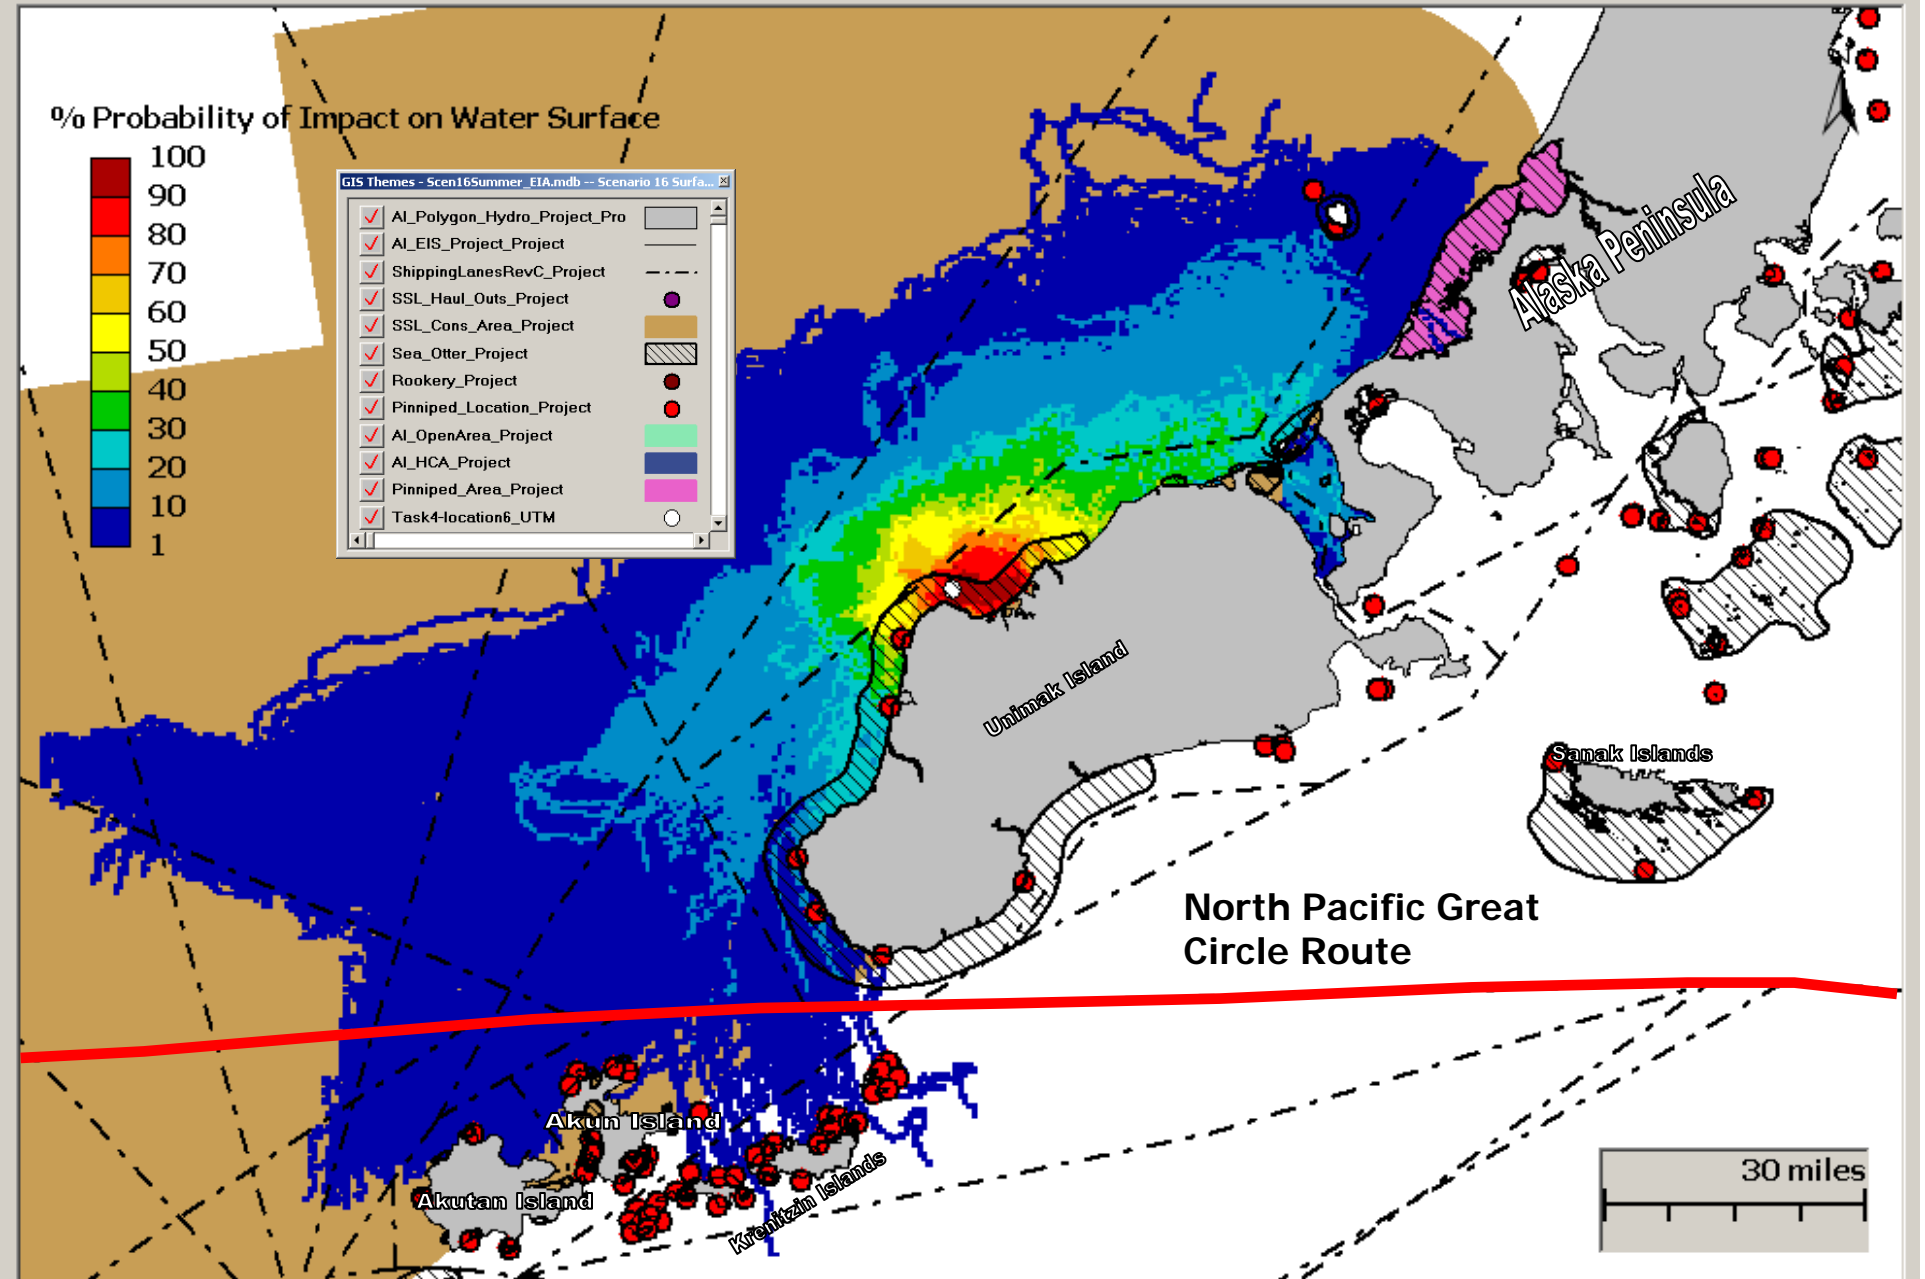 % Probability of Impact on Water Surface
100
90
80
70
60
50
40
30
20
10
1
GIS Themes - Scen16Summer_EIA.mdb -- Scenario 16 Surfa...
AI_Polygon_Hydro_Project_Pro
AI_EIS_Project_Project
ShippingLanesRevC_Project
SSL_Haul_Outs_Project
SSL_Cons_Area_Project
Sea_Otter_Project
Rookery_Project
Pinniped_Location_Project
AI_OpenArea_Project
AI_HCA_Project
Pinniped_Area_Project
Task4-location6_UTM
Alaska Peninsula
Unimak Island
Sanak Islands
North Pacific Great
Circle Route
Akun Island
Akutan Island
Krenitzin Islands
30 miles